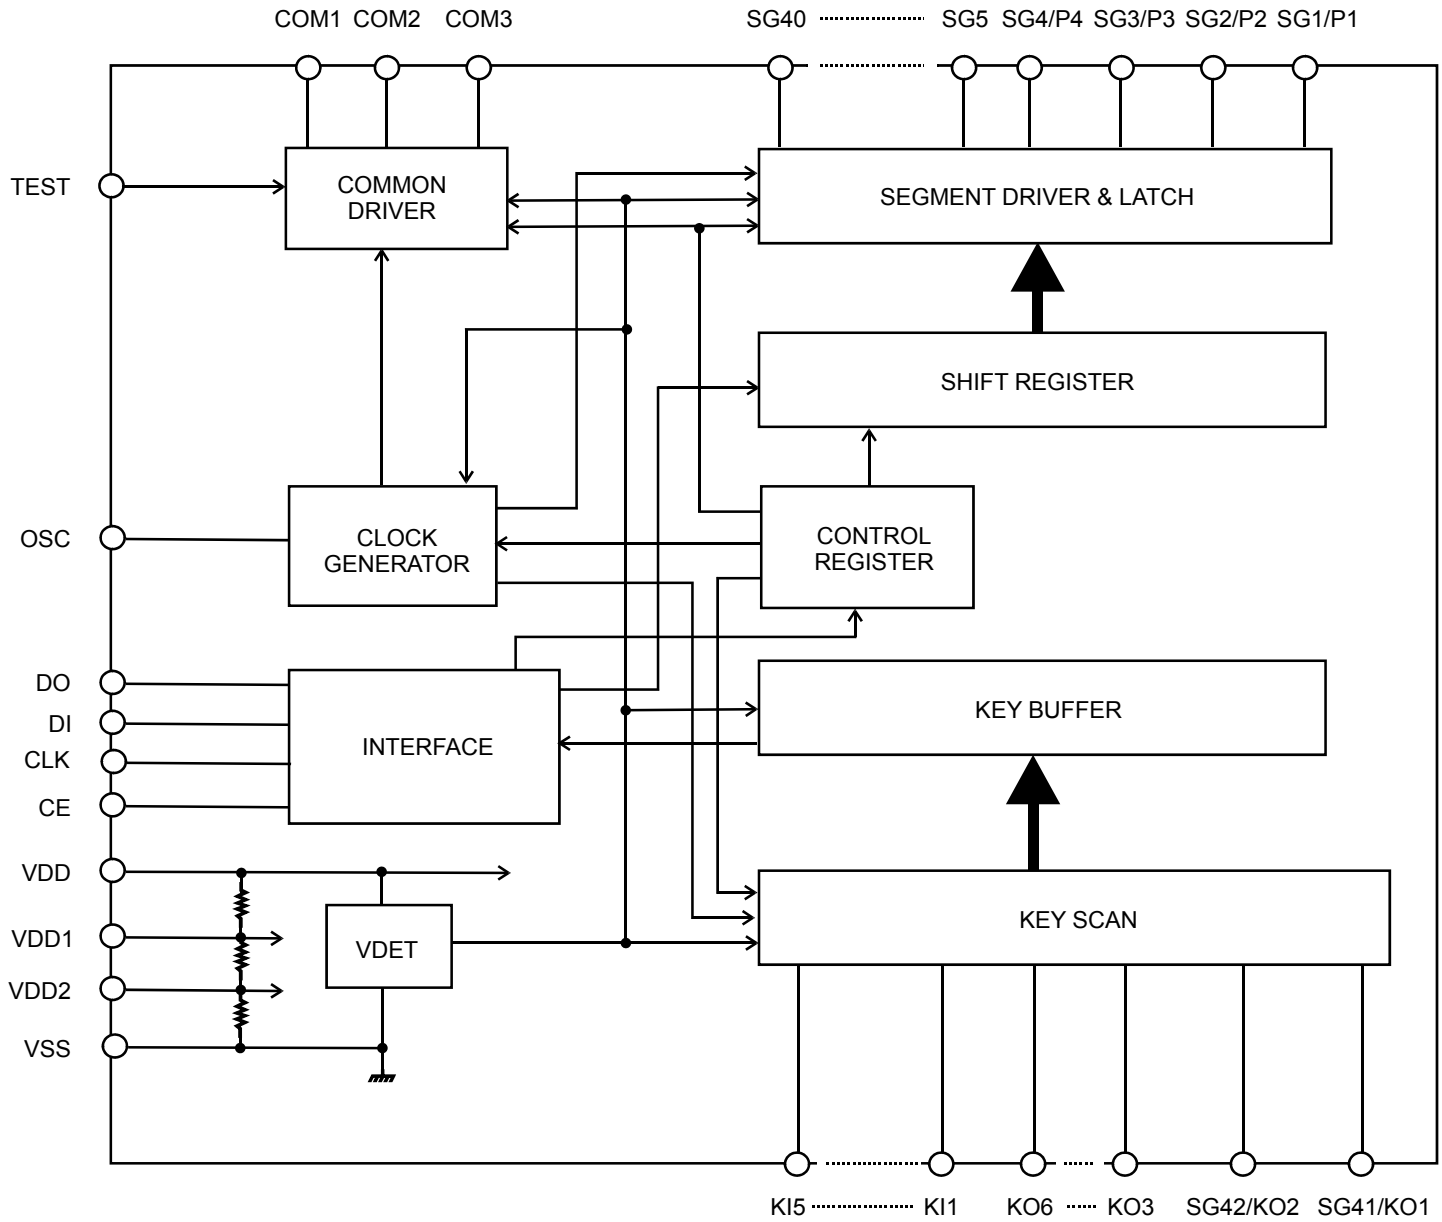 COM1 COM2 COM3 SG40 SG5 SG4/P4 SG3/P3 SG2/P2 SG1/P1
TEST
COMMON
DRIVER
SEGMENT DRIVER & LATCH
SHIFT REGISTER
OSC
CLOCK
GENERATOR
CONTROL
REGISTER
DO
DI
CLK
CE
INTERFACE
KEY BUFFER
VDD
VDD1
VDD2
VSS
VDET
KEY SCAN
KI5 KI1 KO6 KO3 SG42/KO2 SG41/KO1